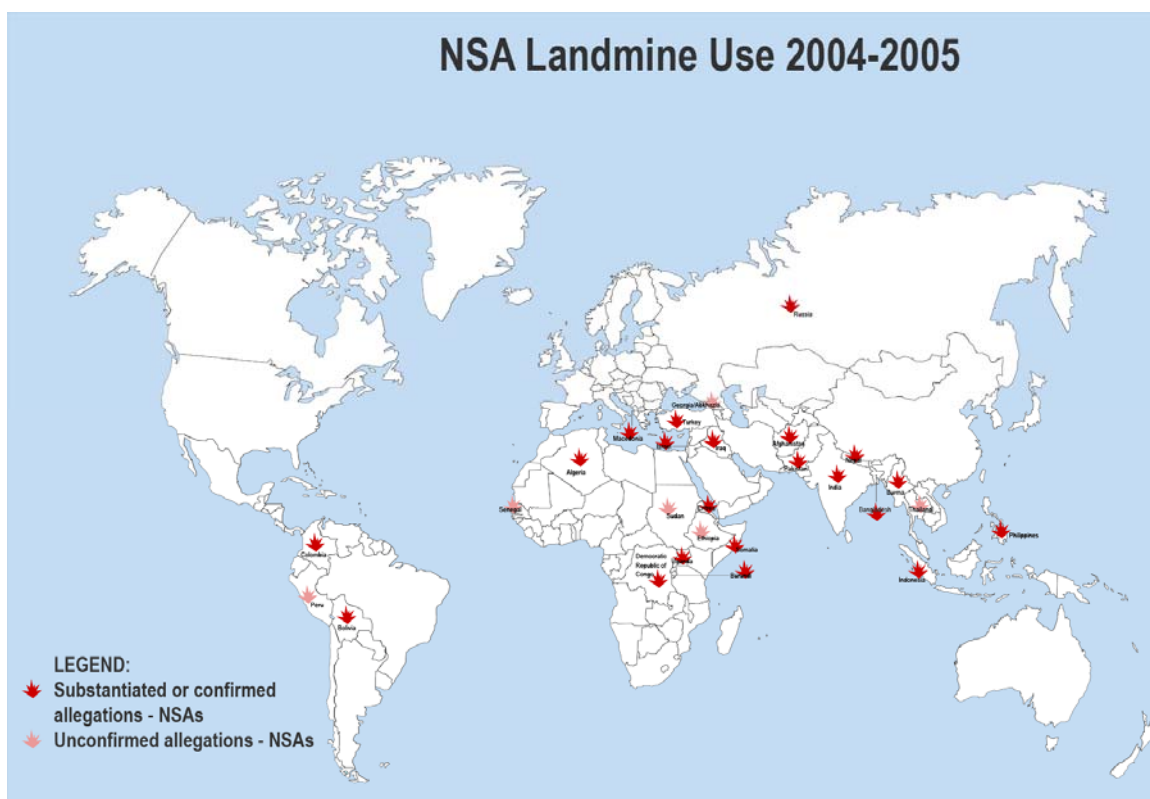 NSA Landmine Use 2004-2005
Russia
Georgia/Abkhazia
Turkey
Macedonia
Iraq
Afghanistan
Algeria
Pakistan
Nepal
India
Burma
Senegal
Sudan
Bangladesh
Thailand
Ethiopia
Philippines
Colombia
Somalia
Democratic
Republic of
Congo
Burundi
Indonesia
Peru
Bolivia
LEGEND:
Substantiated or confirmed
allegations - NSAs
Unconfirmed allegations - NSAs